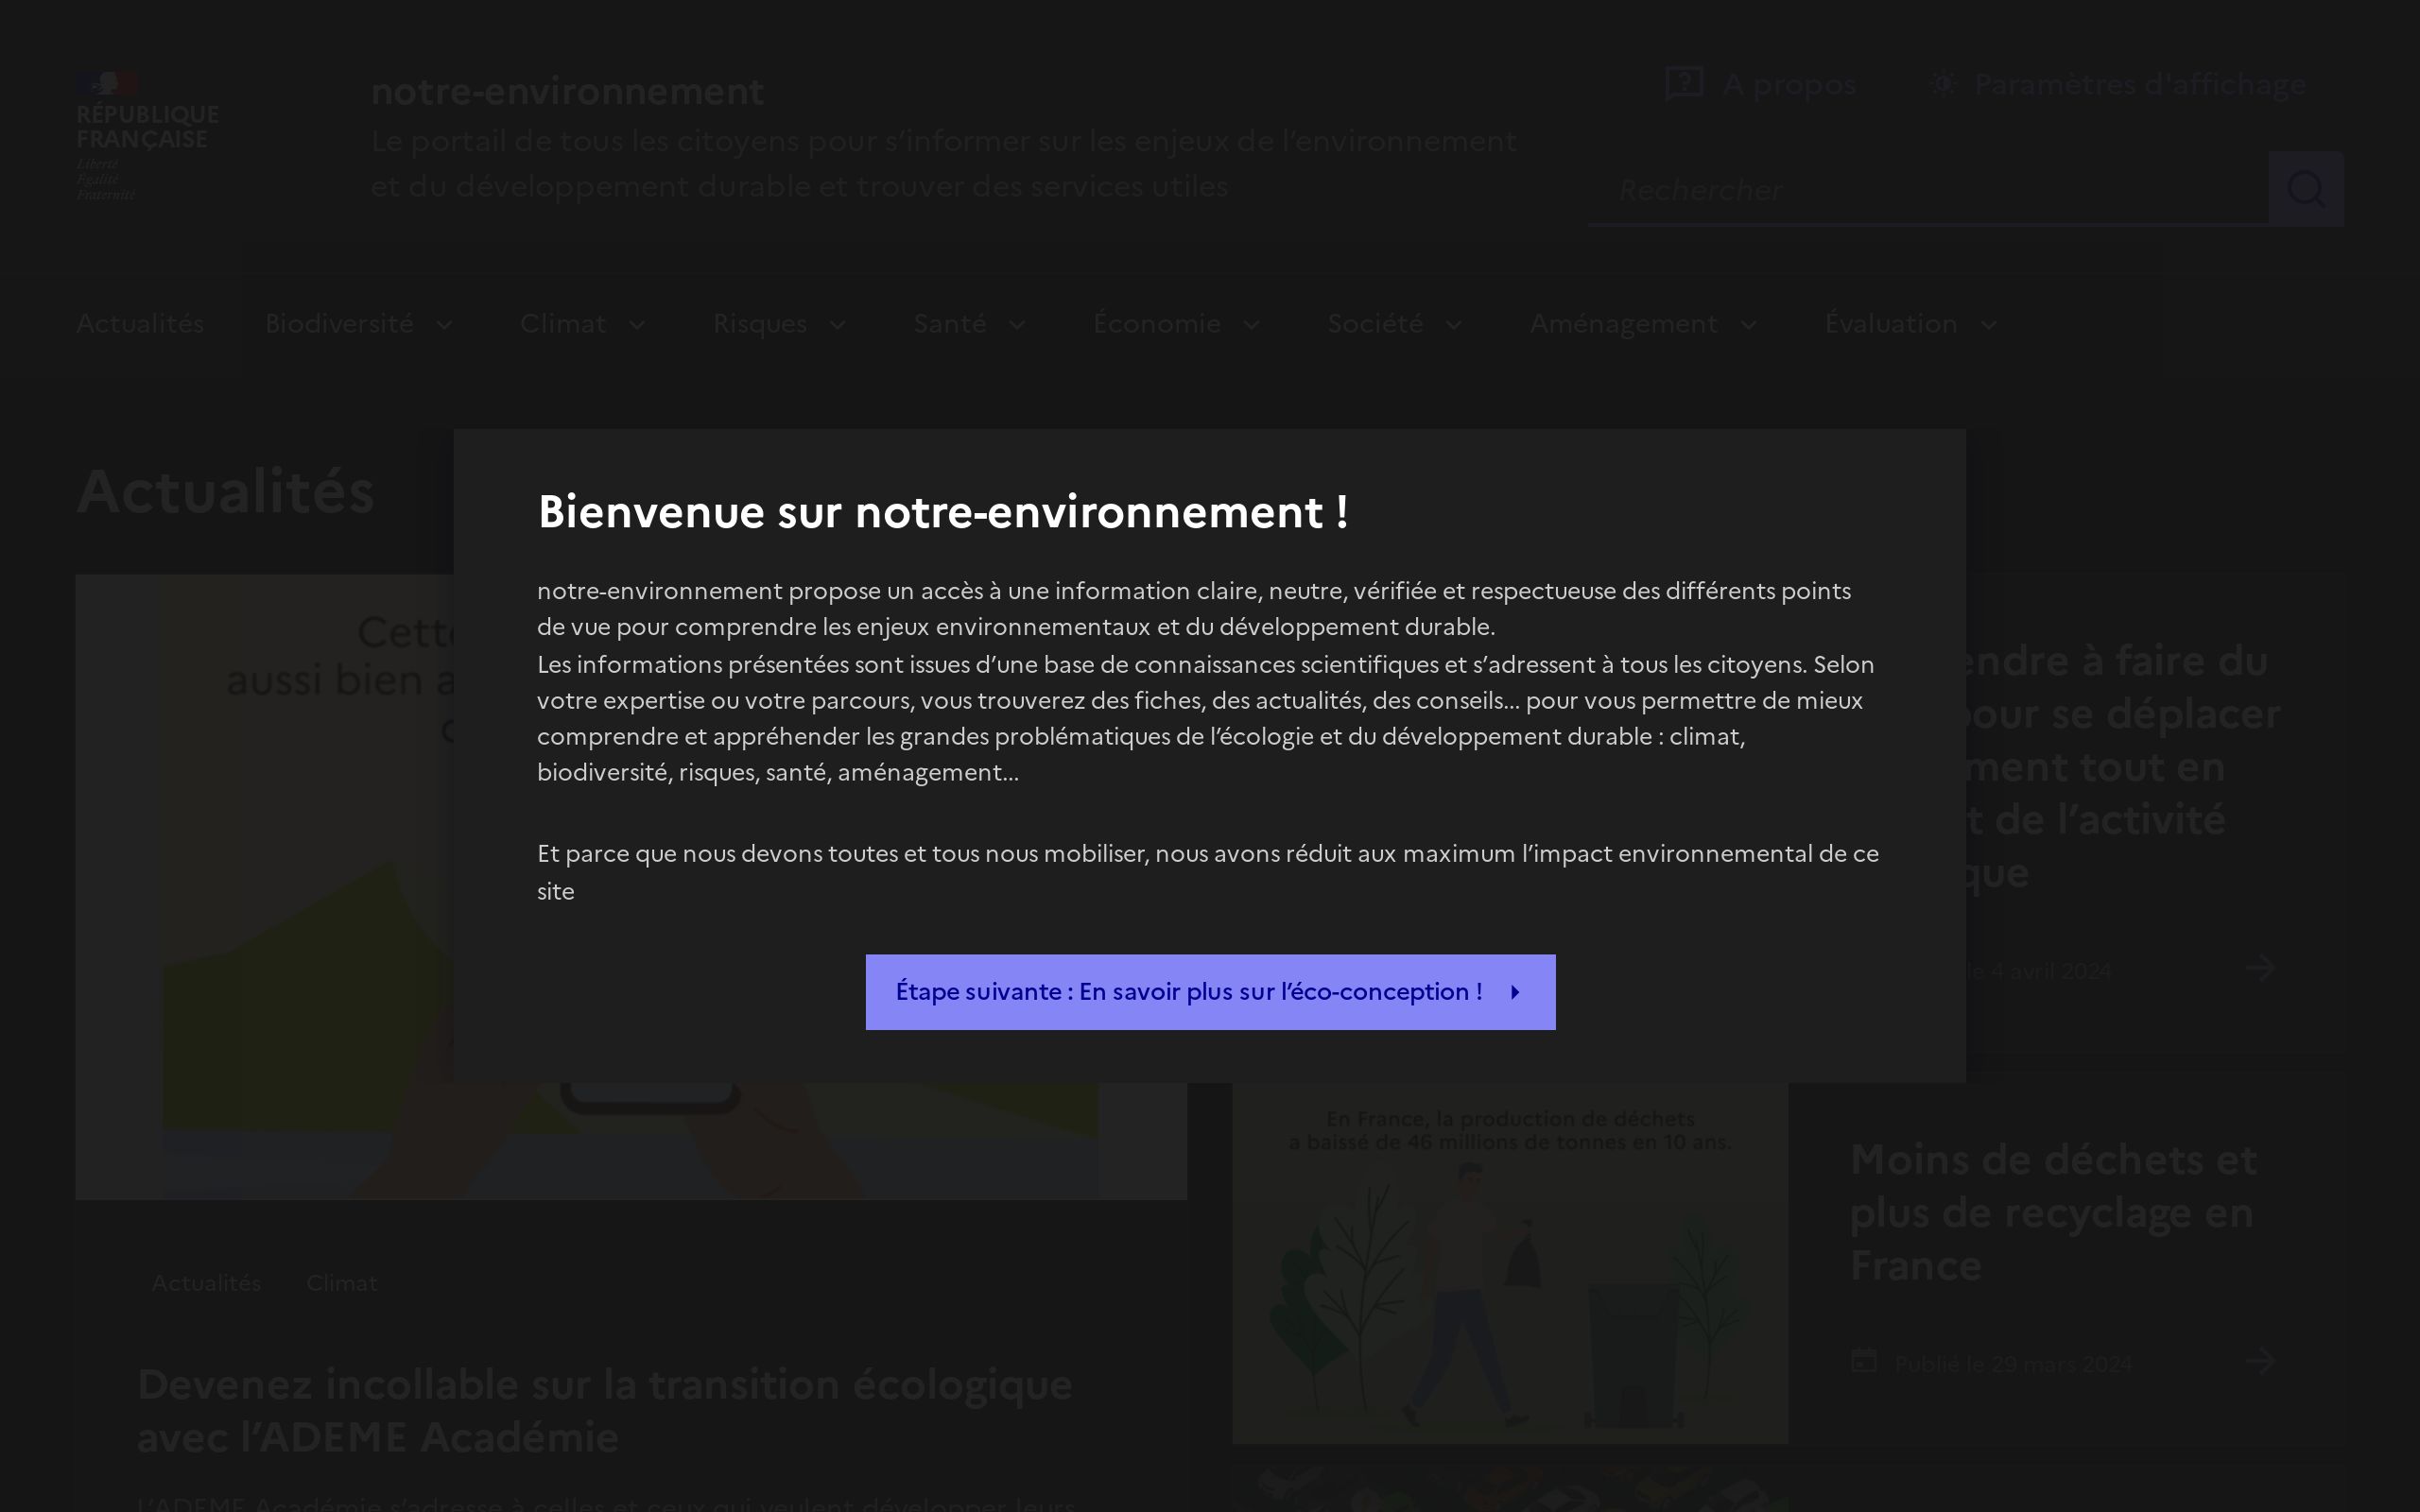 RÉPUBLIQUE
FRANÇAISE
Liberté
Égalité
Fraternité
notre-environnement
Le portail de tous les citoyens pour s’informer sur les enjeux de l’environnement
et du développement durable et trouver des services utiles
A propos
Paramètres d'affichage
Rechercher
Actualités
Biodiversité
Climat
Risques
Santé
Économie
Société
Aménagement
Évaluation
Actualités
Cette
aussi bien a
Bienvenue sur notre-environnement !
notre-environnement propose un accès à une information claire, neutre, vérifiée et respectueuse des différents points
de vue pour comprendre les enjeux environnementaux et du développement durable.
Les informations présentées sont issues d’une base de connaissances scientifiques et s’adressent à tous les citoyens. Selon
votre expertise ou votre parcours, vous trouverez des fiches, des actualités, des conseils... pour vous permettre de mieux
comprendre et appréhender les grandes problématiques de l’écologie et du développement durable : climat,
biodiversité, risques, santé, aménagement...
Et parce que nous devons toutes et tous nous mobiliser, nous avons réduit aux maximum l’impact environnemental de ce
site
Étape suivante : En savoir plus sur l’éco-conception !
endre à faire du
pour se déplacer
ment tout en
t de l’activité
que
le 4 avril 2024
En France, la production de déchets
a baissé de 46 millions de tonnes en 10 ans.
Moins de déchets et
plus de recyclage en
France
Publié le 29 mars 2024
Actualités
Climat
Devenez incollable sur la transition écologique
avec l’ADEME Académie
L’ADEME Académie s’adresse à celles et ceux qui veulent développer leurs